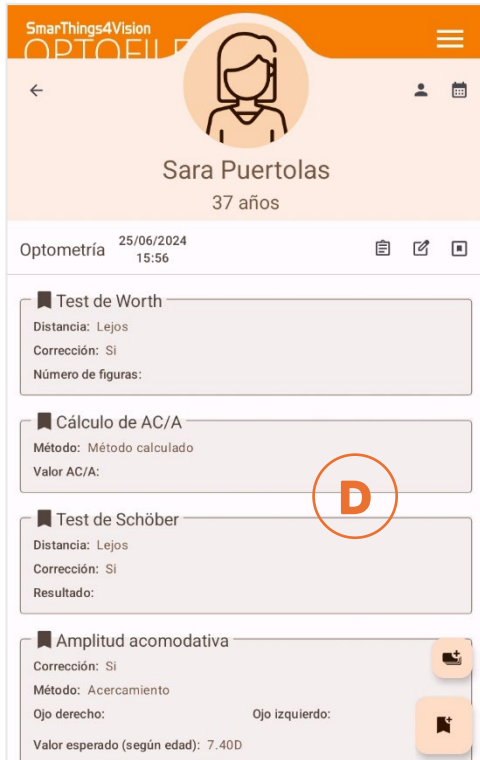 SmarThings4Vision
OPTOFILE
Sara Puertolas
37 años
Optometría 25/06/2024 15:56
Test de Worth
Distancia: Lejos
Corrección: Si
Número de figuras:
Cálculo de AC/A
Método: Método calculado
Valor AC/A:
D
Test de Schöber
Distancia: Lejos
Corrección: Si
Resultado:
Amplitud acomodativa
Corrección: Si
Método: Acercamiento
Ojo derecho: Ojo izquierdo:
Valor esperado (según edad): 7.40D